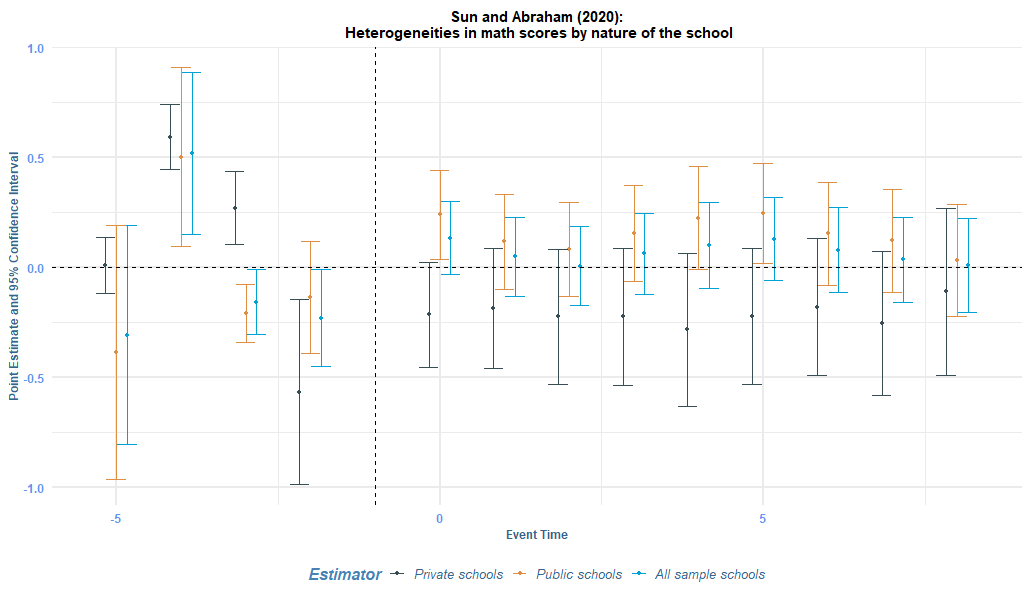 Sun and Abraham (2020):
Heterogeneities in math scores by nature of the school
Point Estimate and 95% Confidence Interval
1.0
0.5
0.0
-0.5
-1.0
-5
0
5
Event Time
Estimator Private schools Public schools All sample schools